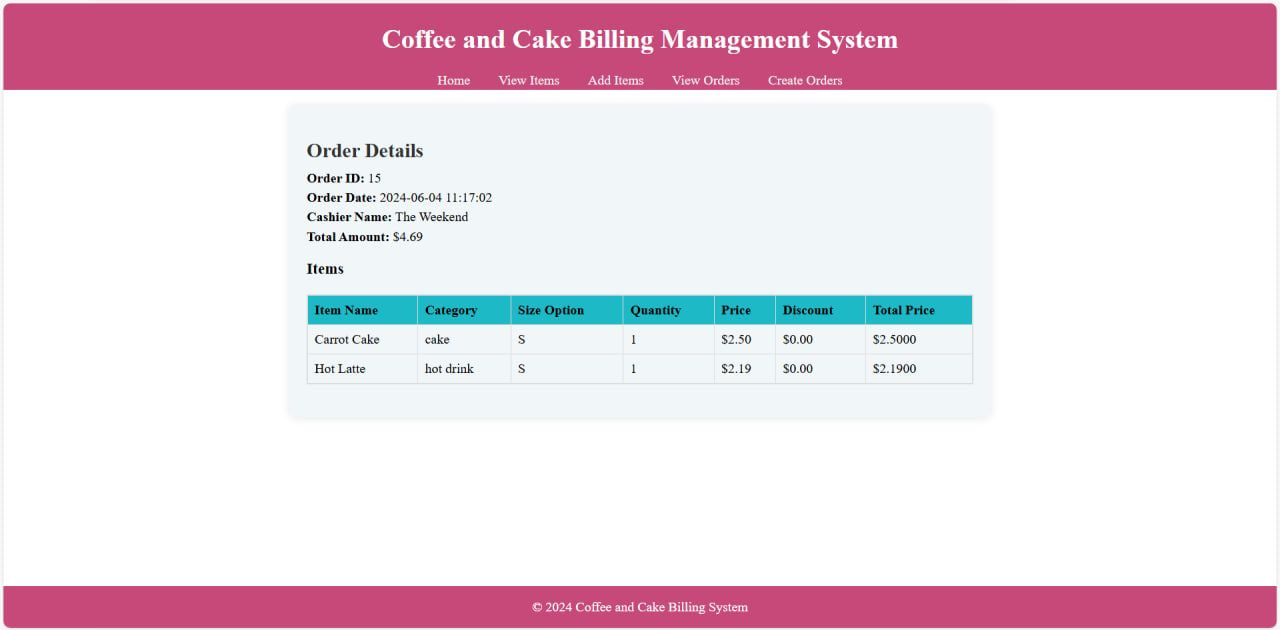 Coffee and Cake Billing Management System
Home View Items Add Items View Orders Create Orders
Order Details
Order ID: 15
Order Date: 2024-06-04 11:17:02
Cashier Name: The Weekend
Total Amount: $4.69
Items
Item Name Category Size Option Quantity Price Discount Total Price
Carrot Cake cake S 1 $2.50 $0.00 $2.5000
Hot Latte hot drink S 1 $2.19 $0.00 $2.1900
© 2024 Coffee and Cake Billing System